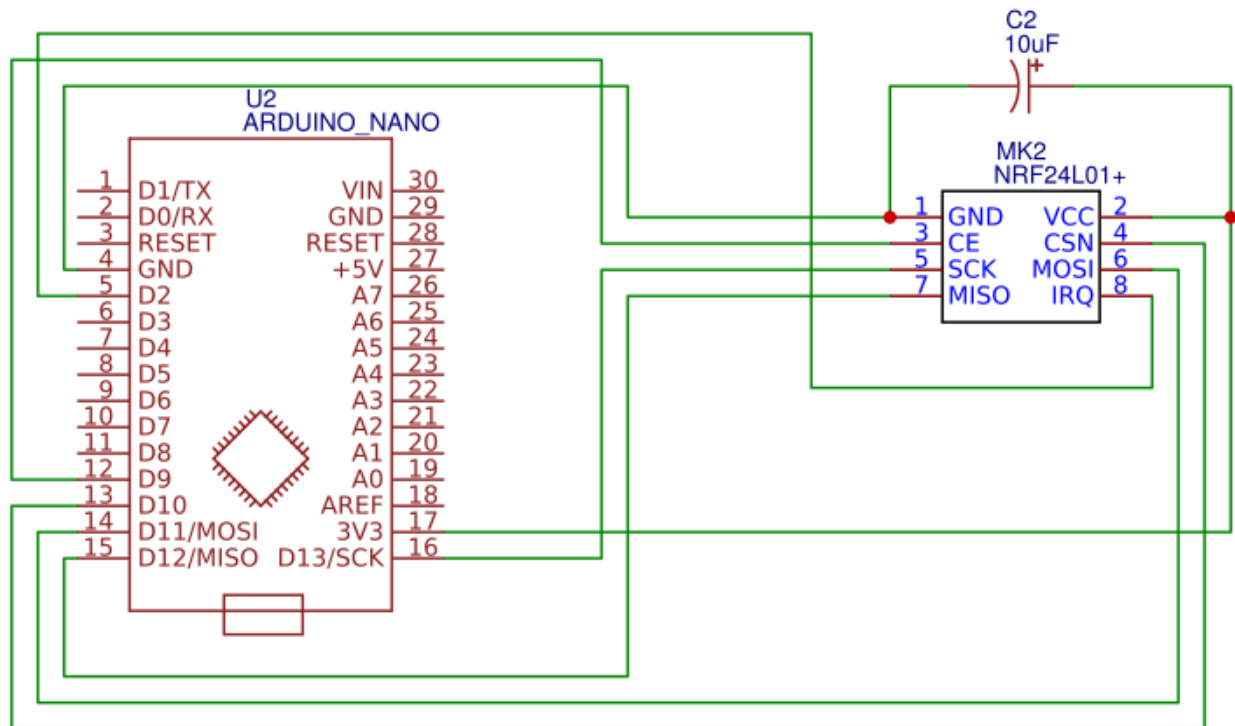 C2
10uF
+
U2
ARDUINO_NANO
1 D1/TX VIN 30
2 D0/RX GND 29
3 RESET RESET 28
4 GND +5V 27
5 D2 A7 26
6 D3 A6 25
7 D4 A5 24
8 D5 A4 23
9 D6 A3 22
10 D7 A2 21
11 D8 A1 20
12 D9 A0 19
13 D10 AREF 18
14 D11/MOSI 3V3 17
15 D12/MISO D13/SCK 16
MK2
NRF24L01+
1 GND VCC 2
3 CE CSN 4
5 SCK MOSI 6
7 MISO IRQ 8